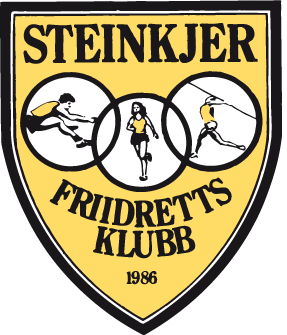 STEINKJER
FRIIDRETTS
KLUBB
1986